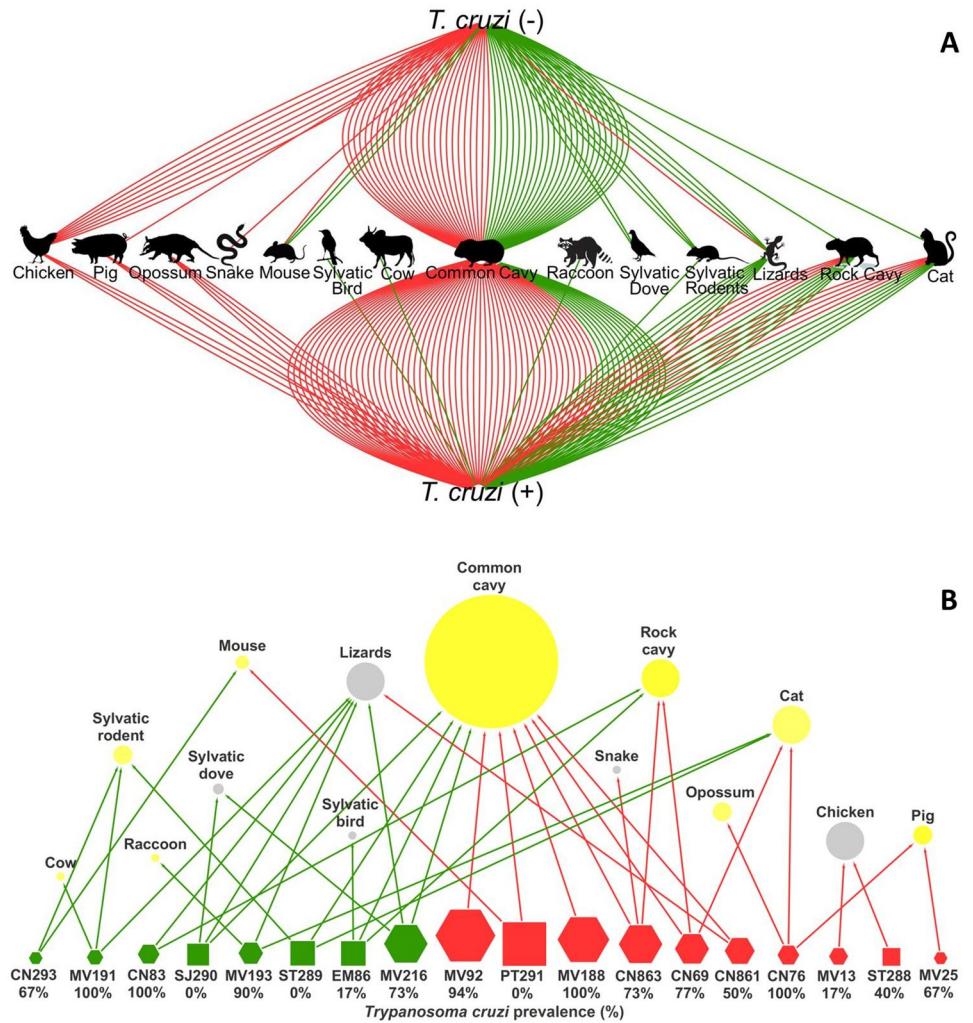 T. cruzi (-)
A
Chicken Pig Opossum Snake Mouse Sylvatic Bird Cow Common Cavy Raccoon Sylvatic Dove Sylvatic Rodents Lizards Rock Cavy Cat
T. cruzi (+)
B
Common
cavy
Mouse
Lizards
Rock
cavy
Cat
Sylvatic
rodent
Sylvatic
dove
Snake
Opossum
Sylvatic
bird
Chicken
Pig
Cow
Raccoon
CN293 MV191 CN83 SJ290 MV193 ST289 EM86 MV216 MV92 PT291 MV188 CN863 CN69 CN861 CN76 MV13 ST288 MV25
67% 100% 100% 0% 90% 0% 17% 73% 94% 0% 100% 73% 77% 50% 100% 17% 40% 67%
Trypanosoma cruzi prevalence (%)